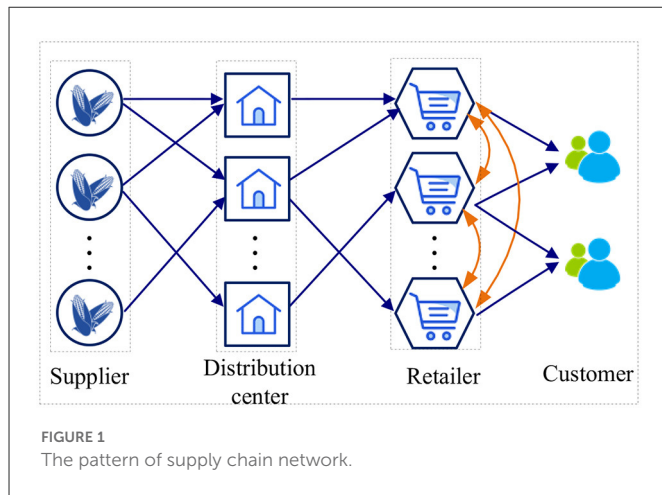 Supplier
Distribution
center
Retailer
Customer
FIGURE 1
The pattern of supply chain network.